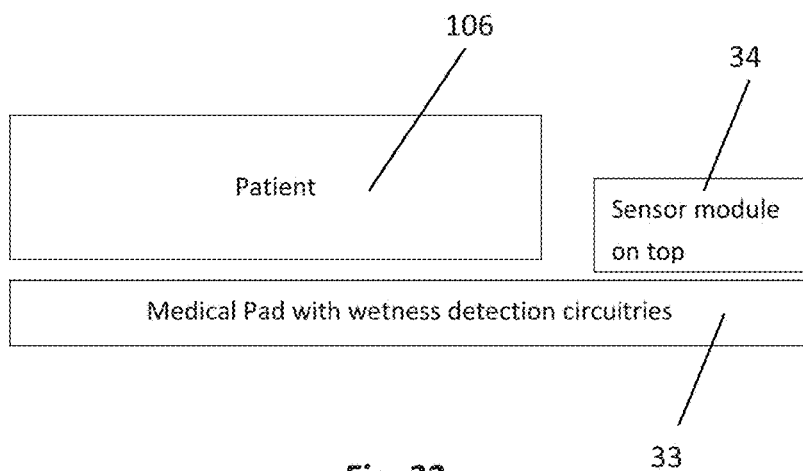 106
34
Patient
Sensor module
on top
Medical Pad with wetness detection circuitries
33